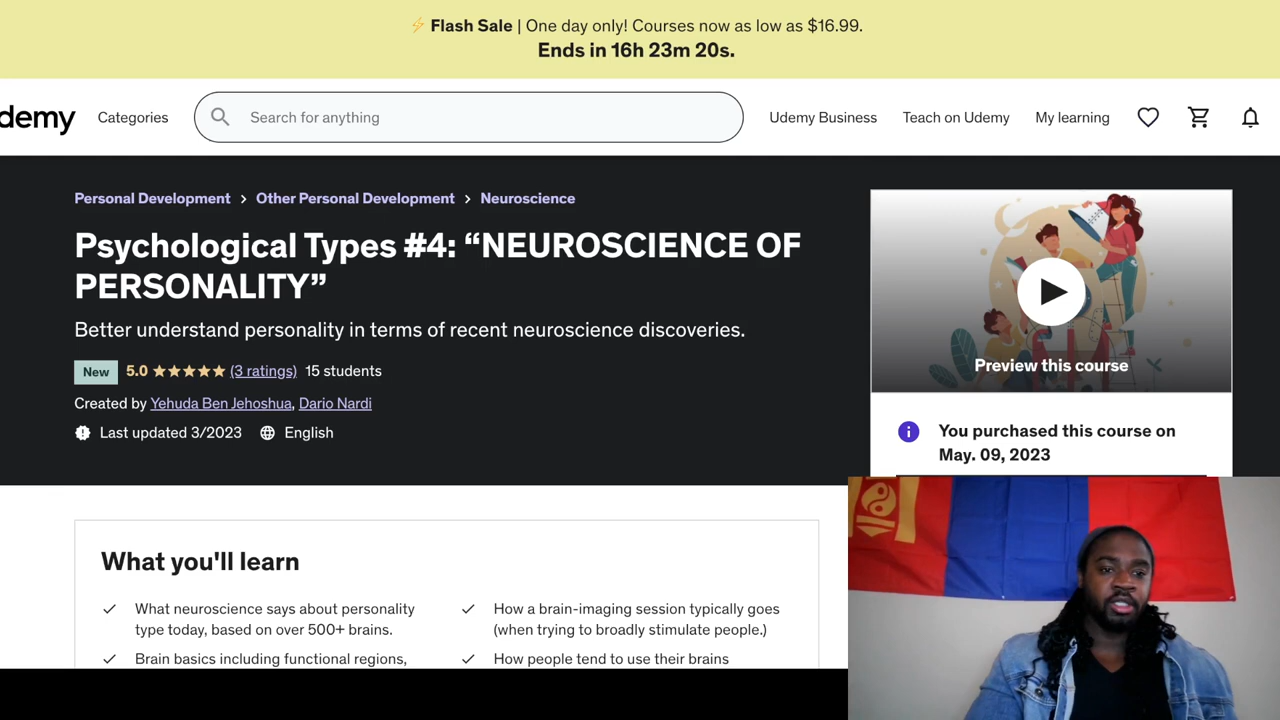 ⚡ Flash Sale | One day only! Courses now as low as $16.99.
Ends in 16h 23m 20s.
demy
Categories
Search for anything
Udemy Business
Teach on Udemy
My learning
Personal Development > Other Personal Development > Neuroscience
Psychological Types #4: “NEUROSCIENCE OF
PERSONALITY”
Better understand personality in terms of recent neuroscience discoveries.
New 5.0 ★★★★★ (3 ratings) 15 students
Created by Yehuda Ben Jehoshua, Dario Nardi
Last updated 3/2023 English
Preview this course
You purchased this course on
May. 09, 2023
What you'll learn
What neuroscience says about personality
type today, based on over 500+ brains.
Brain basics including functional regions,
How a brain-imaging session typically goes
(when trying to broadly stimulate people.)
How people tend to use their brains